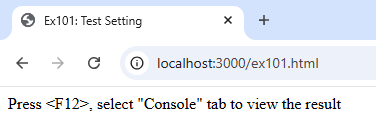 Ex101: Test Setting
localhost:3000/ex101.html
Press <F12>, select "Console" tab to view the result